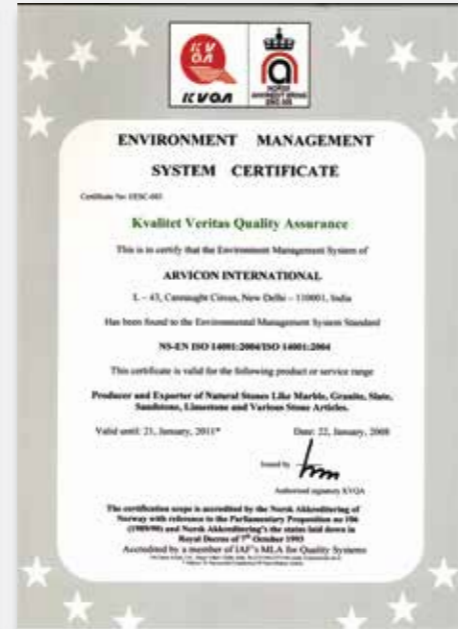 KVQA
KVQA
NORSK
ENVIRONMENT MANAGEMENT
SYSTEM CERTIFICATE
Certificate No:
Kvalitet Veritas Quality Assurance
This is to certify that the Environment Management System of
ARVICON INTERNATIONAL
L – 43, Connaught Circus, New Delhi – 110001, India
Has been found to the Environmental Management System Standard
NS-EN ISO 14001:2004/ISO 14001:2004
This certificate is valid for the following product or service range
Producer and Exporter of Natural Stones Like Marble, Granite, Slate,
Sandstone, Limestone and Various Stone Articles.
Valid until: 21, January, 2011* Date: 22, January, 2008
Issued by
Authorised signatory KVQA
The certification scope is accredited by the Norsk Akkreditering of
Norway with reference to the Parliamentary Proposition no 106
(1989/90) and Norsk Akkreditering's the status laid down in
Royal Decree of 7th October 1993
Accredited by a member of IAF's MLA for Quality Systems